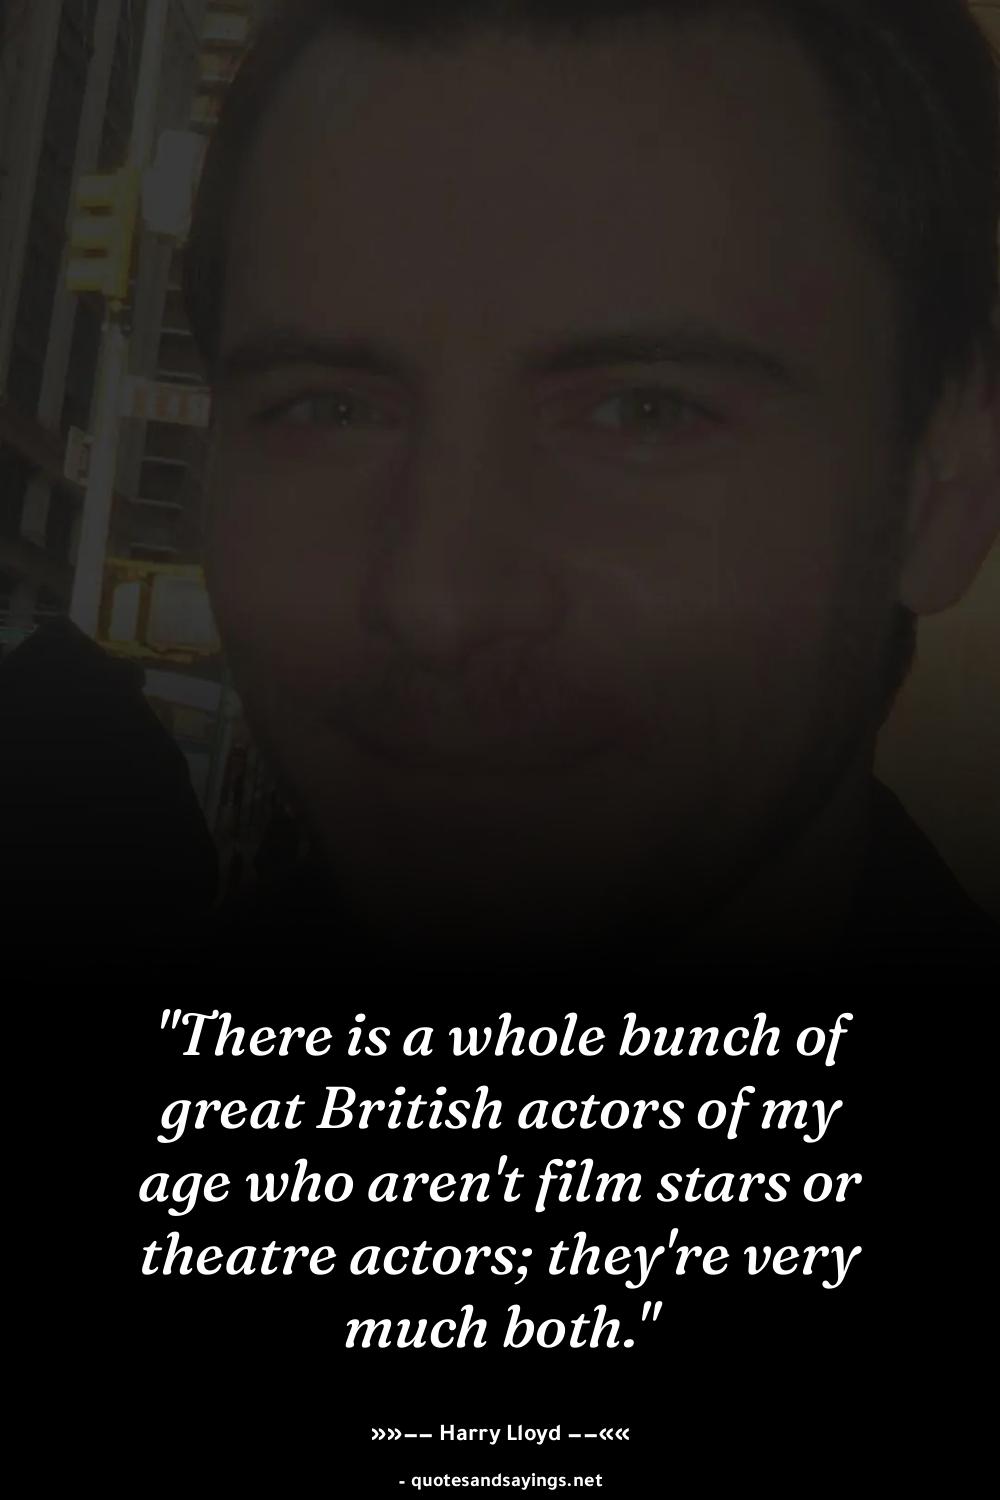 "There is a whole bunch of
great British actors of my
age who aren't film stars or
theatre actors; they're very
much both."
»»−− Harry Lloyd −−««
- quotesandsayings.net